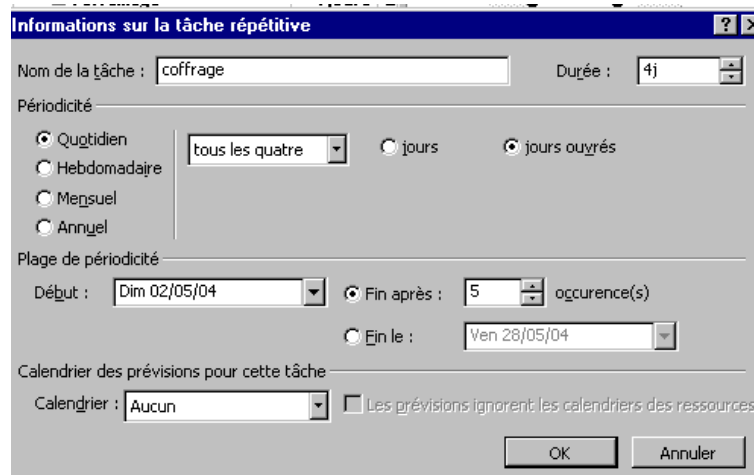 Informations sur la tâche répétitive
Nom de la tâche : coffrage Durée : 4j
Périodicité
Quotidien tous les quatre jours jours ouvrés
Hebdomadaire
Mensuel
Annuel
Plage de périodicité
Début : Dim 02/05/04 Fin après : 5 occurence(s)
Fin le : Ven 28/05/04
Calendrier des prévisions pour cette tâche
Calendrier : Aucun Les prévisions ignorent les calendriers des ressources
OK Annuler